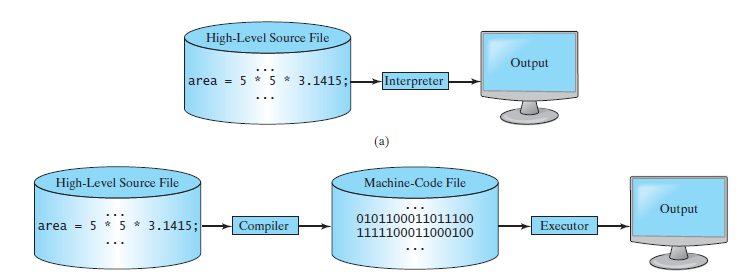 High-Level Source File
...
area = 5 * 5 * 3.1415;
...
Interpreter
Output
(a)
High-Level Source File
...
area = 5 * 5 * 3.1415;
...
Compiler
Machine-Code File
...
0101100011011100
1111100011000100
...
Executor
Output